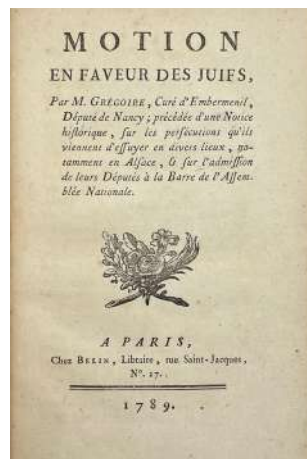 MOTION
EN FAVEUR DES JUIFS,
Par M. GRÉGOIRE, Curé d'Embermenil,
Député de Nancy ; précédée d'une Notice
hiſtorique, ſur les perſécutions qu'ils
viennent d'eſſuyer en divers lieux, no-
tamment en Alſace, & ſur l'admiſſion
de leurs Députés à la Barre de l'Aſſem-
blée Nationale.
A PARIS,
Chez BELIN, Libraire, rue Saint-Jacques,
N°. 27.
1789.